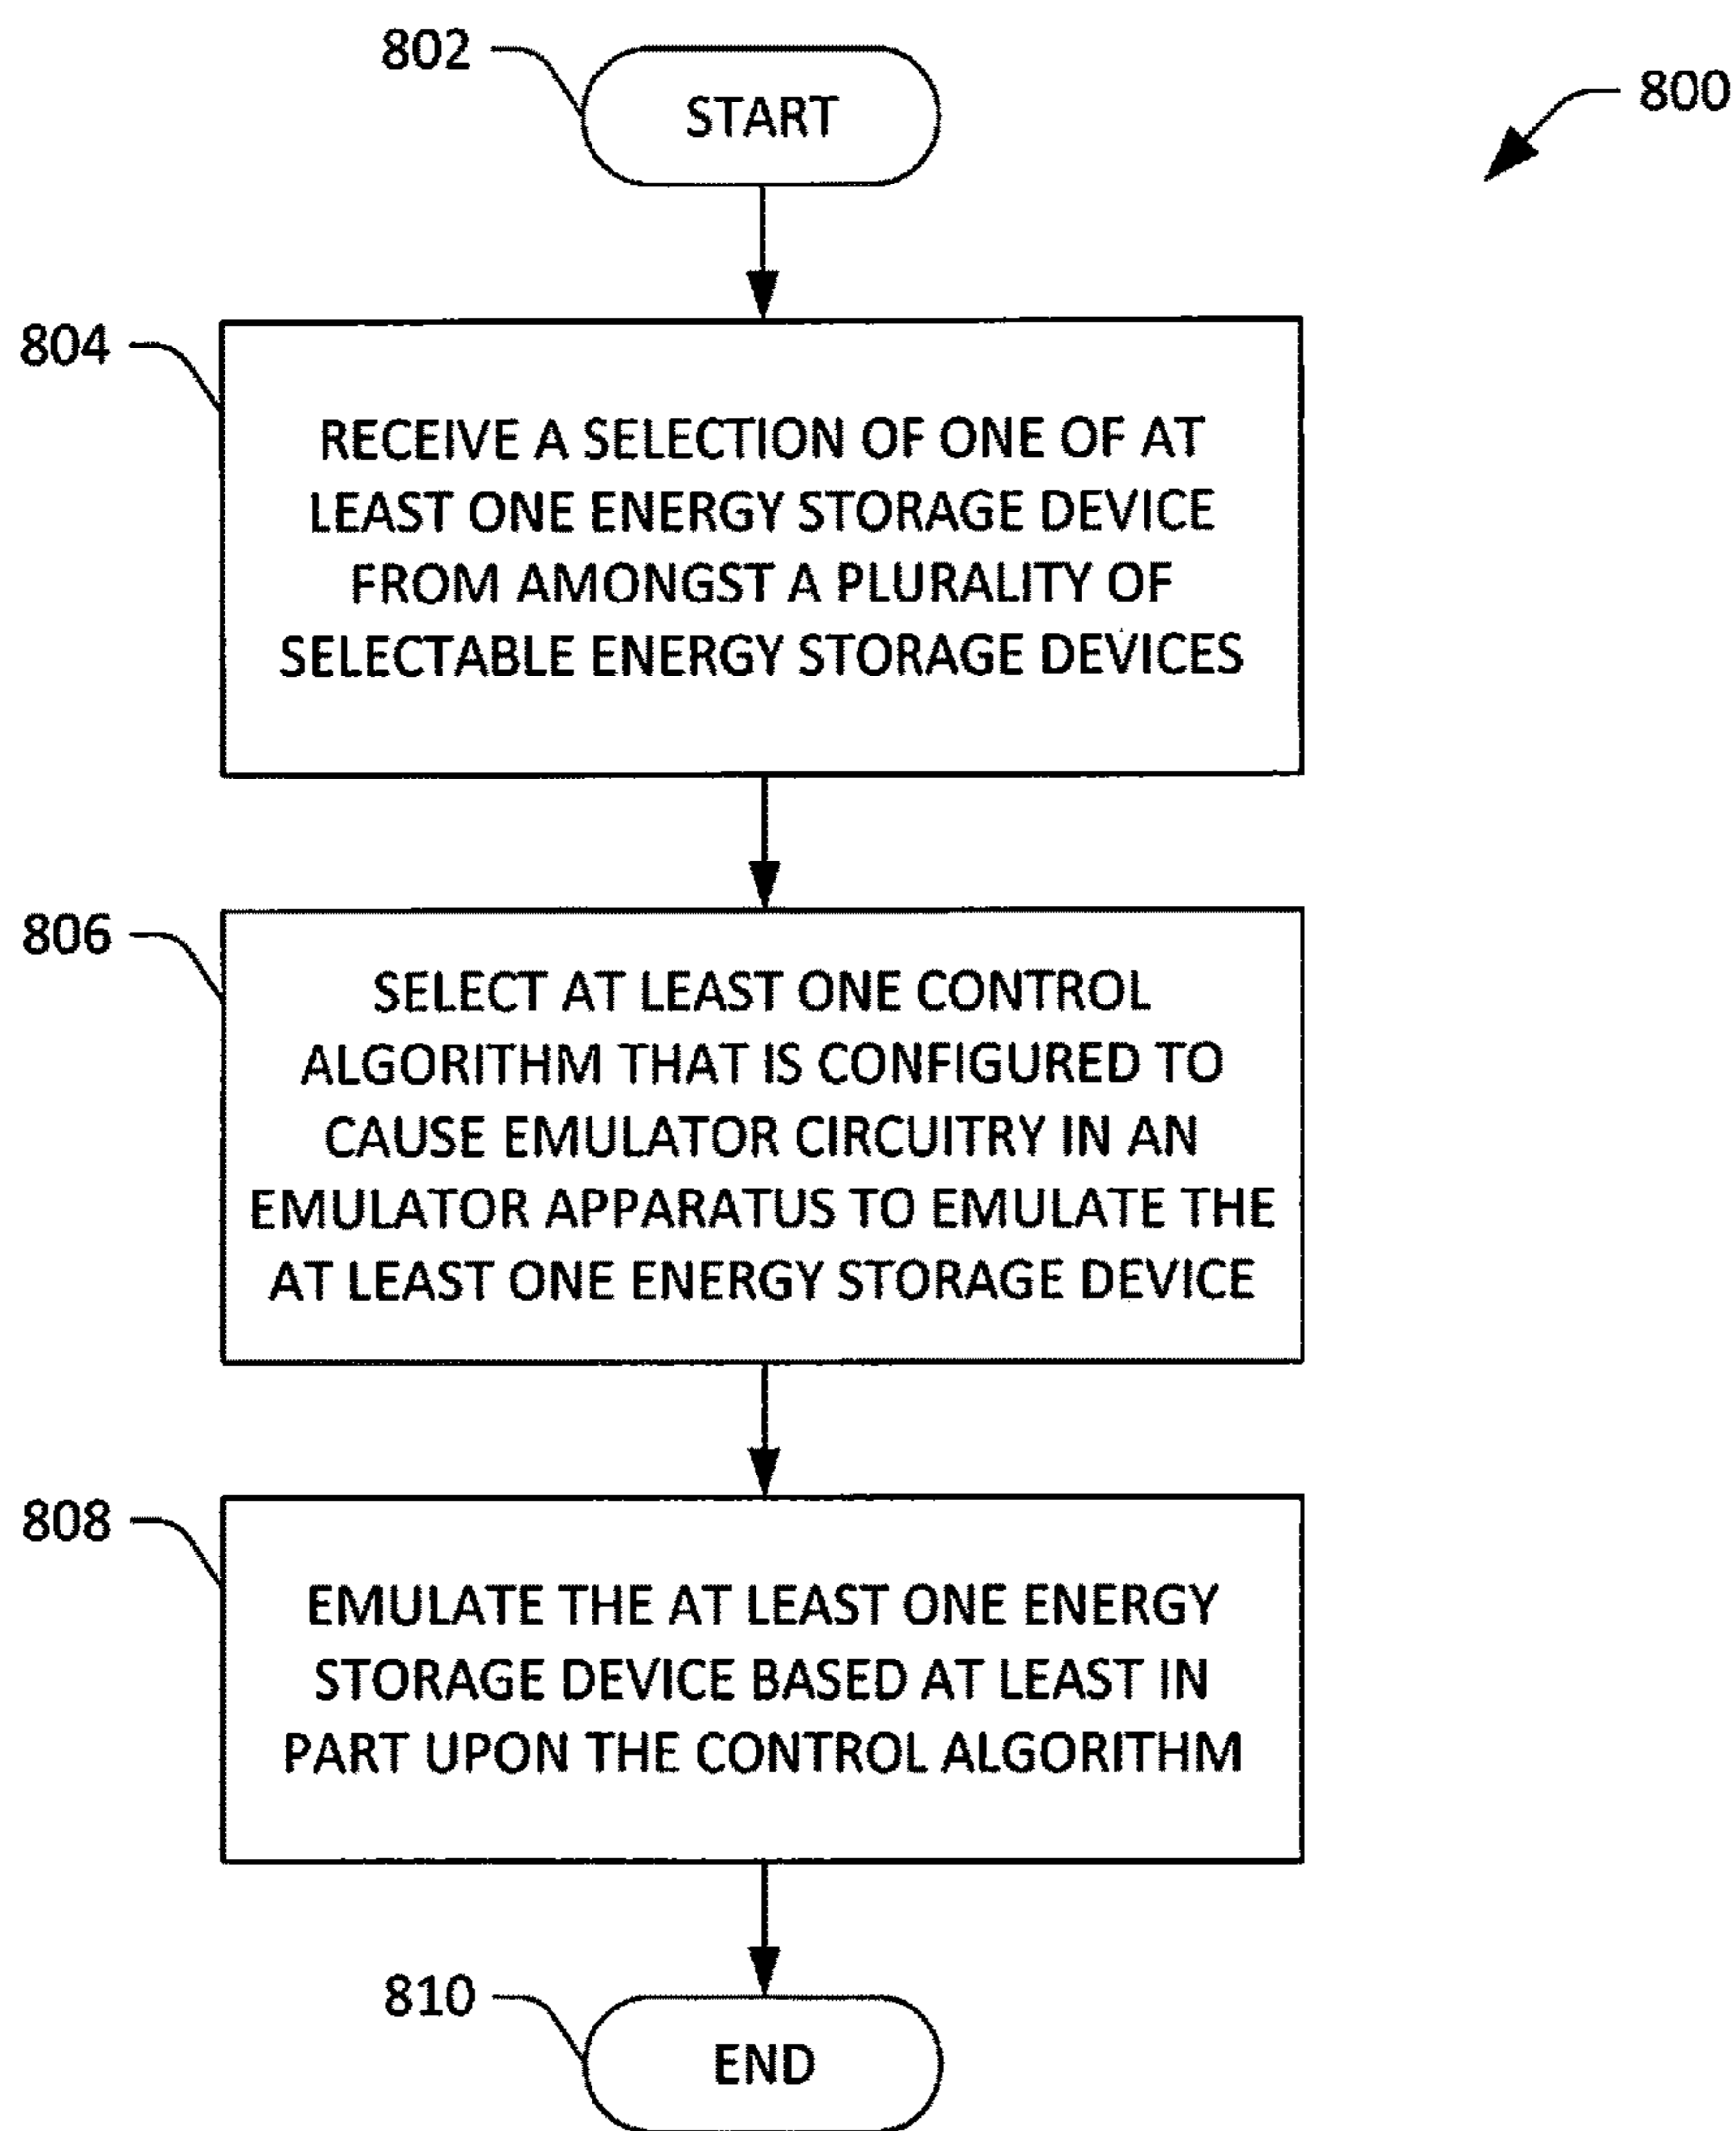 802
START
800
804
RECEIVE A SELECTION OF ONE OF AT
LEAST ONE ENERGY STORAGE DEVICE
FROM AMONGST A PLURALITY OF
SELECTABLE ENERGY STORAGE DEVICES
806
SELECT AT LEAST ONE CONTROL
ALGORITHM THAT IS CONFIGURED TO
CAUSE EMULATOR CIRCUITRY IN AN
EMULATOR APPARATUS TO EMULATE THE
AT LEAST ONE ENERGY STORAGE DEVICE
808
EMULATE THE AT LEAST ONE ENERGY
STORAGE DEVICE BASED AT LEAST IN
PART UPON THE CONTROL ALGORITHM
810
END